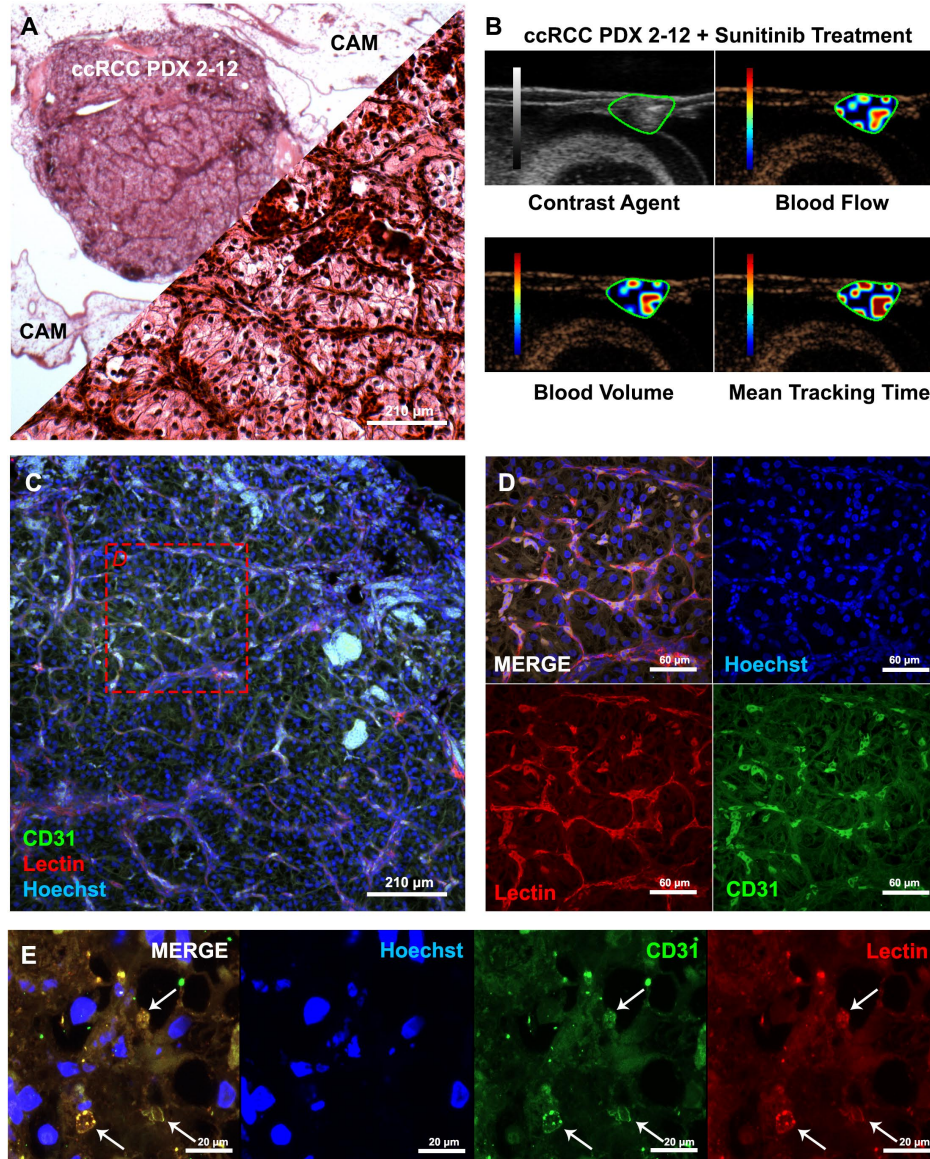 A
CAM
ccRCC PDX 2-12
CAM
210 µm
B
ccRCC PDX 2-12 + Sunitinib Treatment
Contrast Agent
Blood Flow
Blood Volume
Mean Tracking Time
C
D
CD31
Lectin
Hoechst
210 µm
D
MERGE
60 µm
Hoechst
60 µm
Lectin
60 µm
CD31
60 µm
E
MERGE
20 µm
Hoechst
20 µm
CD31
20 µm
Lectin
20 µm